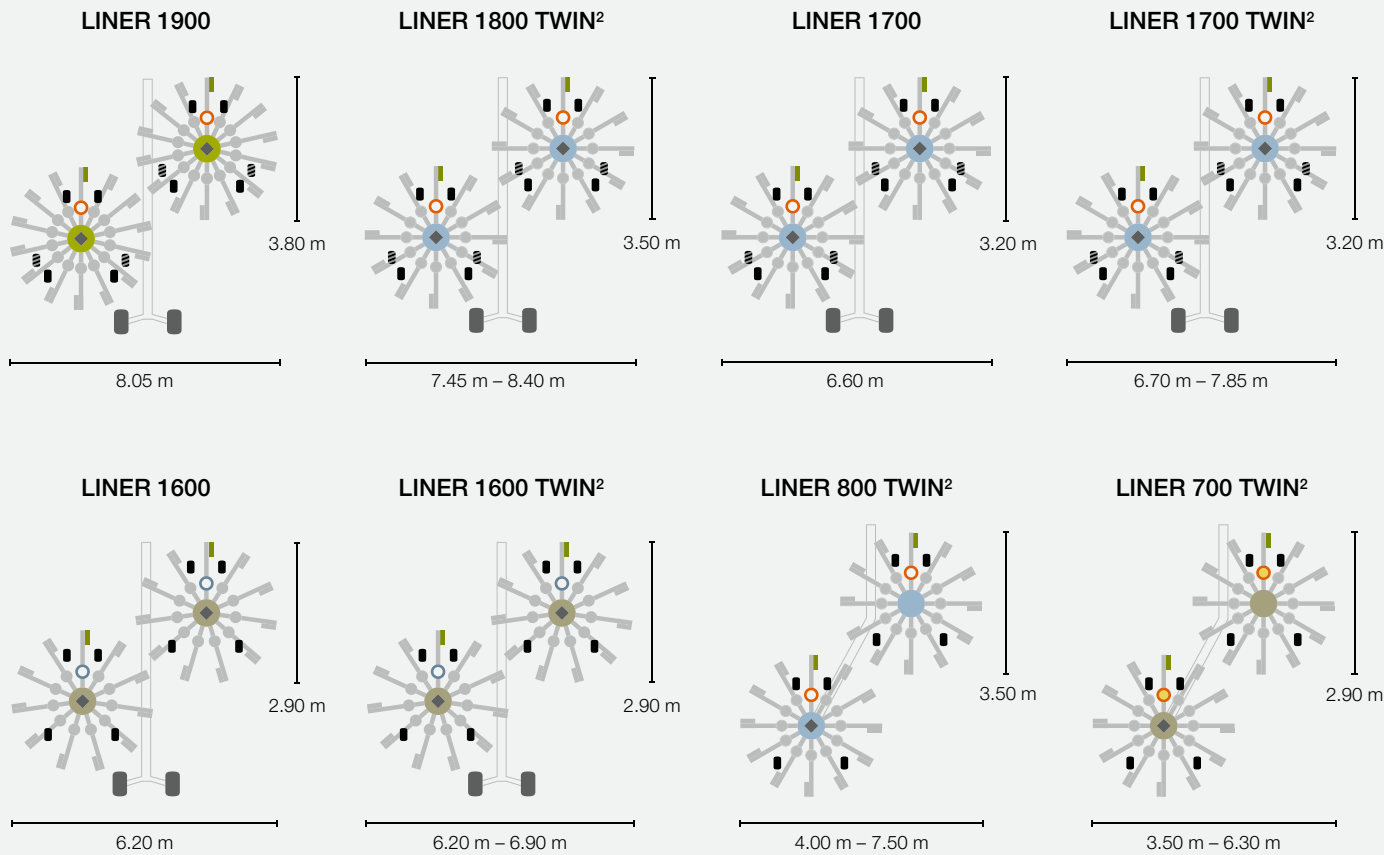 LINER 1900
LINER 1800 TWIN²
LINER 1700
LINER 1700 TWIN²
3.80 m
3.50 m
3.20 m
3.20 m
8.05 m
7.45 m – 8.40 m
6.60 m
6.70 m – 7.85 m
LINER 1600
LINER 1600 TWIN²
LINER 800 TWIN²
LINER 700 TWIN²
2.90 m
2.90 m
3.50 m
2.90 m
6.20 m
6.20 m – 6.90 m
4.00 m – 7.50 m
3.50 m – 6.30 m